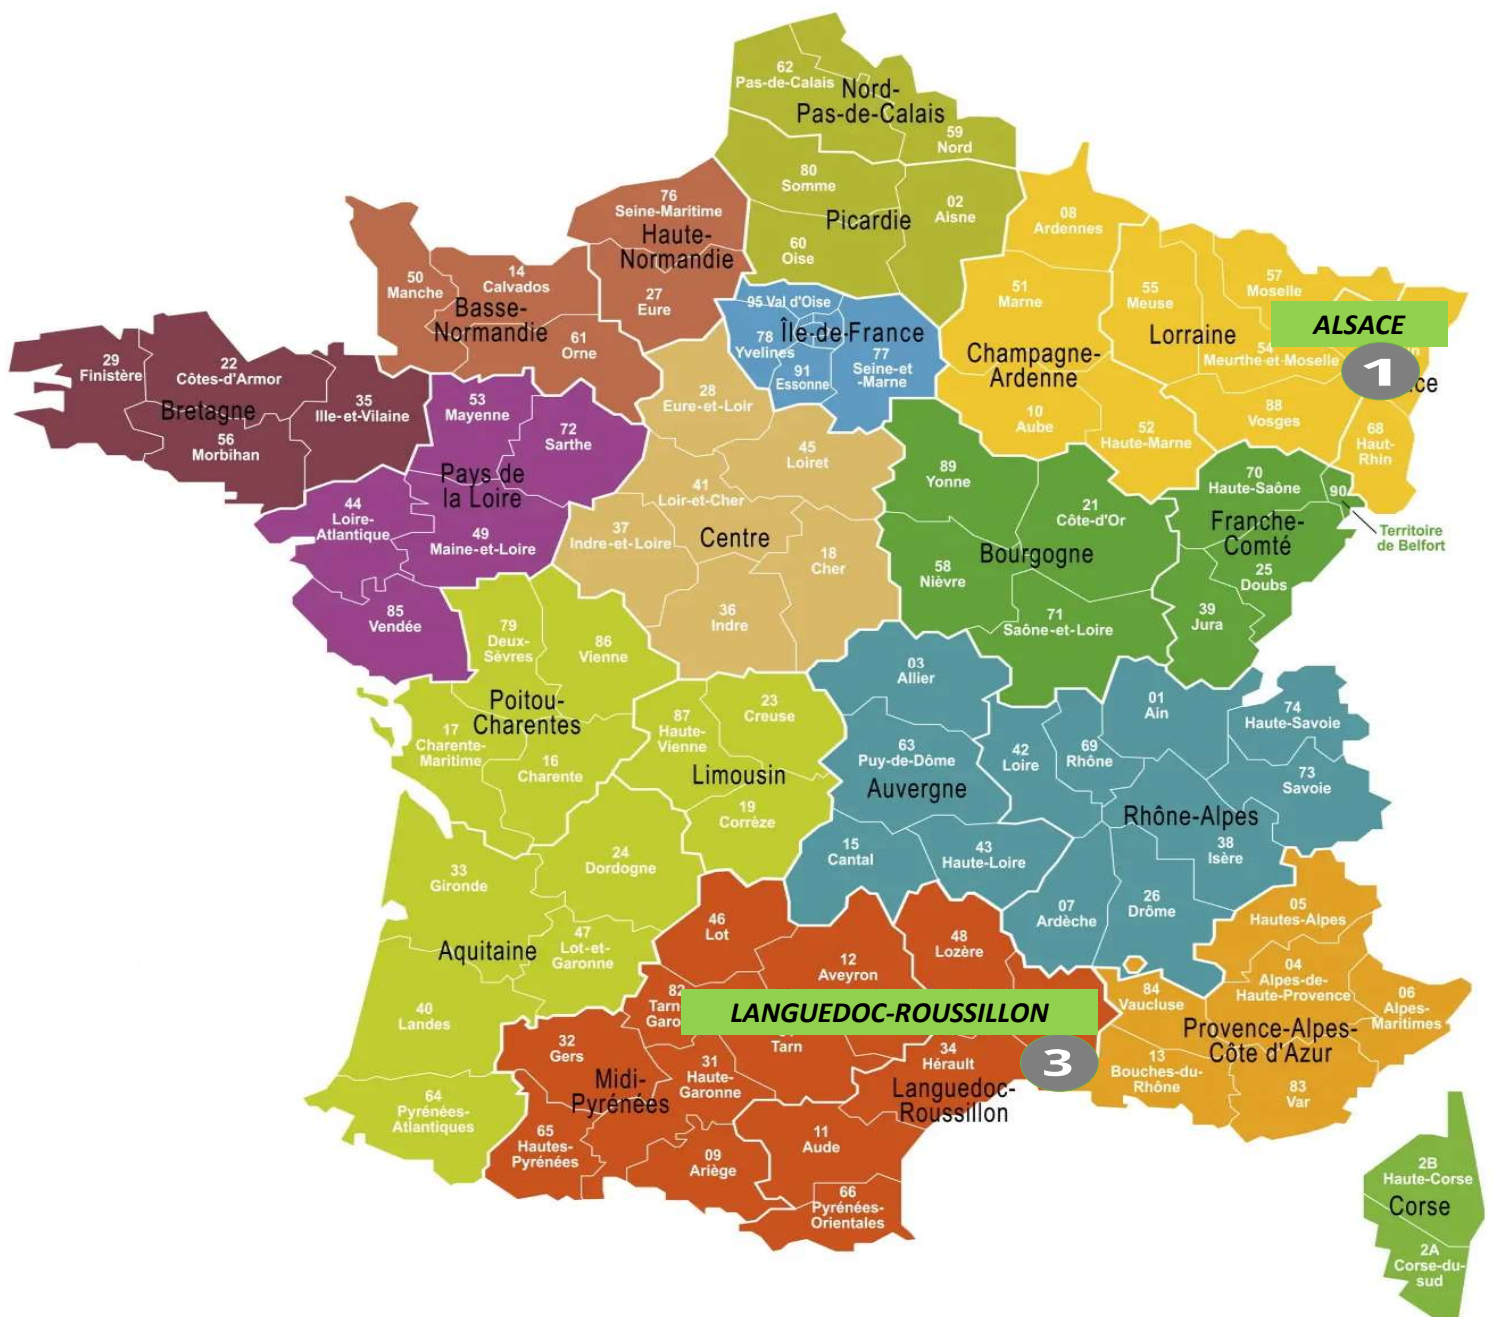 62
Pas-de-Calais
Nord-
Pas-de-Calais
59
Nord
80
Somme
02
Aisne
Picardie
60
Oise
76
Seine-Maritime
Haute-
Normandie
27
Eure
50
Manche
14
Calvados
Basse-
Normandie
61
Orne
08
Ardennes
51
Marne
55
Meuse
57
Moselle
Lorraine
54
Meurthe-et-Moselle
ALSACE
1
Champagne-
Ardenne
10
Aube
52
Haute-Marne
88
Vosges
68
Haut-
Rhin
95 Val d'Oise
Île-de-France
78
Yvelines
91
Essonne
77
Seine-et
-Marne
29
Finistère
22
Côtes-d'Armor
Bretagne
35
Ille-et-Vilaine
56
Morbihan
53
Mayenne
72
Sarthe
Pays de
la Loire
44
Loire-
Atlantique
49
Maine-et-Loire
85
Vendée
28
Eure-et-Loir
45
Loiret
41
Loir-et-Cher
37
Indre-et-Loire
Centre
18
Cher
36
Indre
89
Yonne
21
Côte-d'Or
Bourgogne
58
Nièvre
71
Saône-et-Loire
70
Haute-Saône
90
Territoire
de Belfort
Franche-
Comté
25
Doubs
39
Jura
79
Deux-
Sèvres
86
Vienne
Poitou-
Charentes
17
Charente-
Maritime
16
Charente
87
Haute-
Vienne
23
Creuse
Limousin
19
Corrèze
03
Allier
63
Puy-de-Dôme
Auvergne
15
Cantal
43
Haute-Loire
42
Loire
69
Rhône
01
Ain
74
Haute-Savoie
73
Savoie
Rhône-Alpes
38
Isère
07
Ardèche
26
Drôme
33
Gironde
24
Dordogne
Aquitaine
47
Lot-et-
Garonne
40
Landes
64
Pyrénées-
Atlantiques
46
Lot
12
Aveyron
48
Lozère
82
LANGUEDOC-ROUSSILLON
3
Tarn
32
Gers
31
Haute-
Garonne
Midi-
Pyrénées
65
Hautes-
Pyrénées
09
Ariège
34
Hérault
Languedoc-
Roussillon
11
Aude
66
Pyrénées-
Orientales
05
Hautes-Alpes
04
Alpes-de-
Haute-Provence
06
Alpes-
Maritimes
84
Vaucluse
Provence-Alpes-
Côte d'Azur
13
Bouches-du-
Rhône
83
Var
2B
Haute-Corse
Corse
2A
Corse-du-
sud